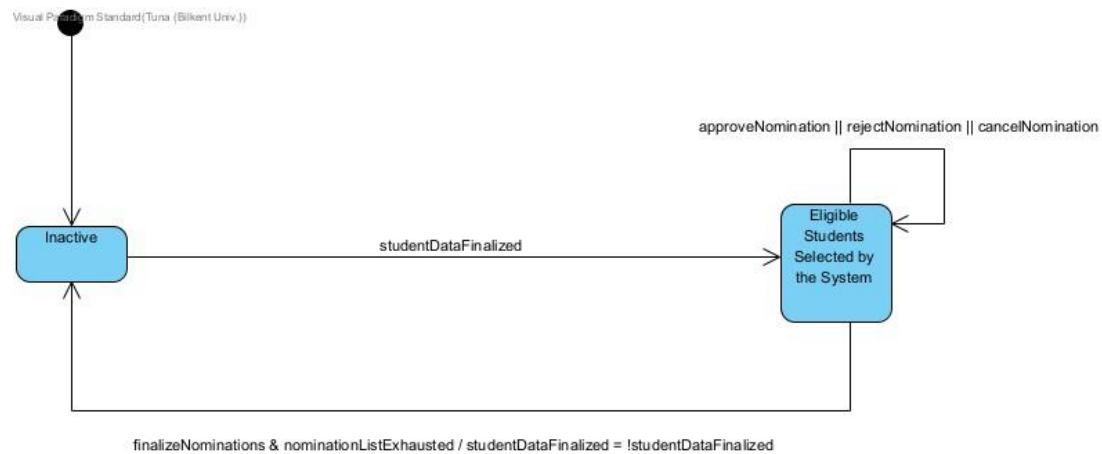 Visual Paradigm Standard(Tuna (Bilkent Univ.))
approveNomination || rejectNomination || cancelNomination
Inactive
studentDataFinalized
Eligible
Students
Selected by
the System
finalizeNominations & nominationListExhausted / studentDataFinalized = !studentDataFinalized